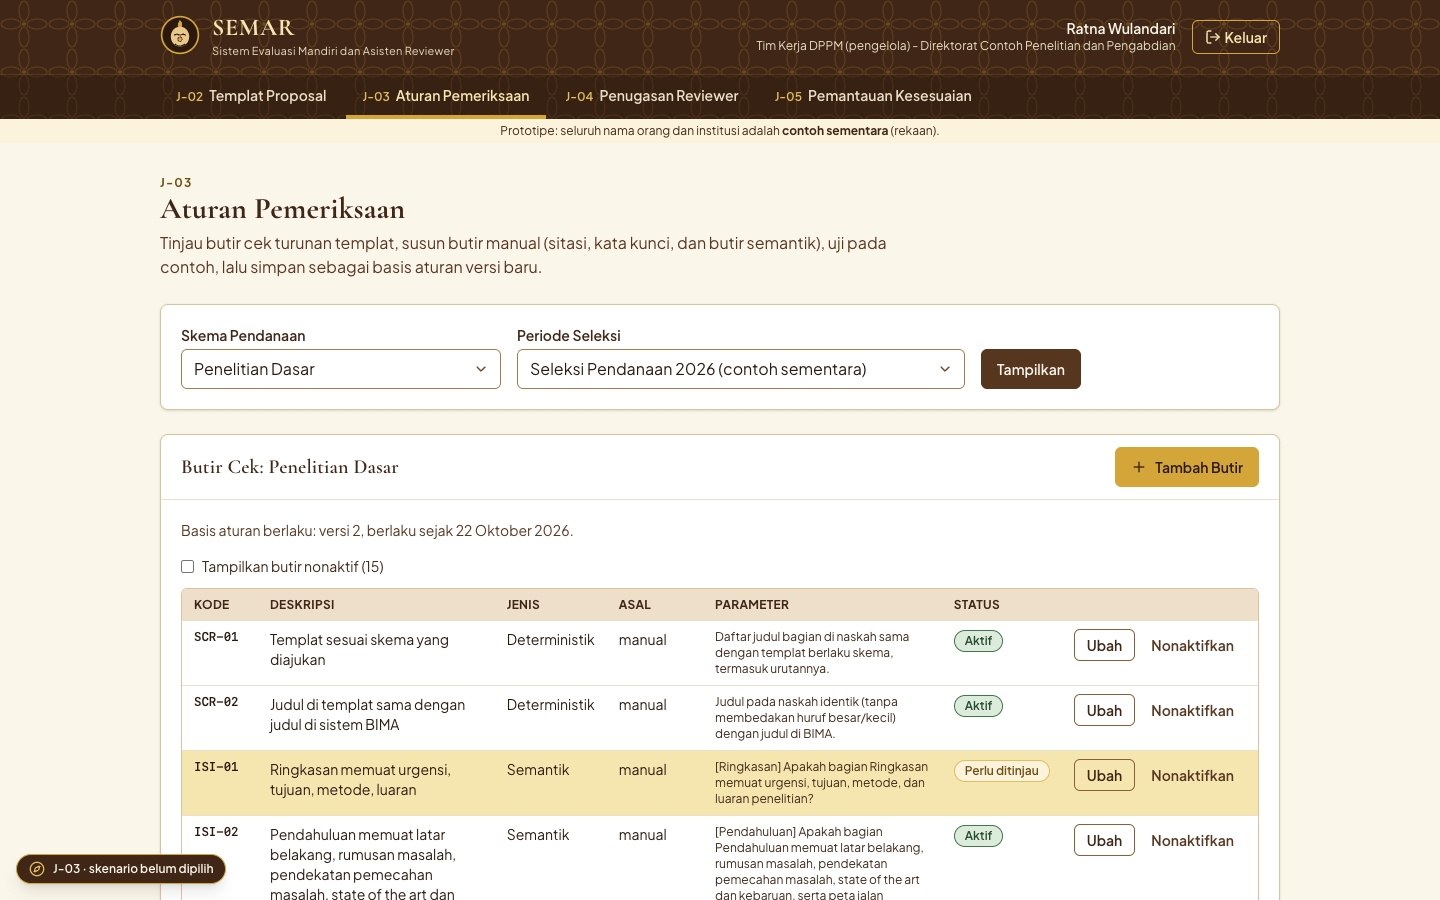 SEMAR
Sistem Evaluasi Mandiri dan Asisten Reviewer
Ratna Wulandari
Tim Kerja DPPM (pengelola) - Direktorat Contoh Penelitian dan Pengabdian
Keluar
J-02 Templat Proposal
J-03 Aturan Pemeriksaan
J-04 Penugasan Reviewer
J-05 Pemantauan Kesesuaian
Prototipe: seluruh nama orang dan institusi adalah contoh sementara (rekaan).
J-03
Aturan Pemeriksaan
Tinjau butir cek turunan templat, susun butir manual (sitasi, kata kunci, dan butir semantik), uji pada
contoh, lalu simpan sebagai basis aturan versi baru.
Skema Pendanaan
Penelitian Dasar
Periode Seleksi
Seleksi Pendanaan 2026 (contoh sementara)
Tampilkan
Butir Cek: Penelitian Dasar
Tambah Butir
Basis aturan berlaku: versi 2, berlaku sejak 22 Oktober 2026.
Tampilkan butir nonaktif (15)
KODE DESKRIPSI JENIS ASAL PARAMETER STATUS
SCR-01
Templat sesuai skema yang
diajukan
Deterministik
manual
Daftar judul bagian di naskah sama
dengan templat berlaku skema,
termasuk urutannya.
Aktif
Ubah
Nonaktifkan
SCR-02
Judul di templat sama dengan
judul di sistem BIMA
Deterministik
manual
Judul pada naskah identik (tanpa
membedakan huruf besar/kecil)
dengan judul di BIMA.
Aktif
Ubah
Nonaktifkan
ISI-01
Ringkasan memuat urgensi,
tujuan, metode, luaran
Semantik
manual
[Ringkasan] Apakah bagian Ringkasan
memuat urgensi, tujuan, metode, dan
luaran penelitian?
Perlu ditinjau
Ubah
Nonaktifkan
ISI-02
Pendahuluan memuat latar
belakang, rumusan masalah,
pendekatan pemecahan
masalah, state of the art dan
Semantik
manual
[Pendahuluan] Apakah bagian
Pendahuluan memuat latar belakang,
rumusan masalah, pendekatan
pemecahan masalah, state of the art
dan kebaruan, serta peta jalan
Aktif
Ubah
Nonaktifkan
J-03 · skenario belum dipilih